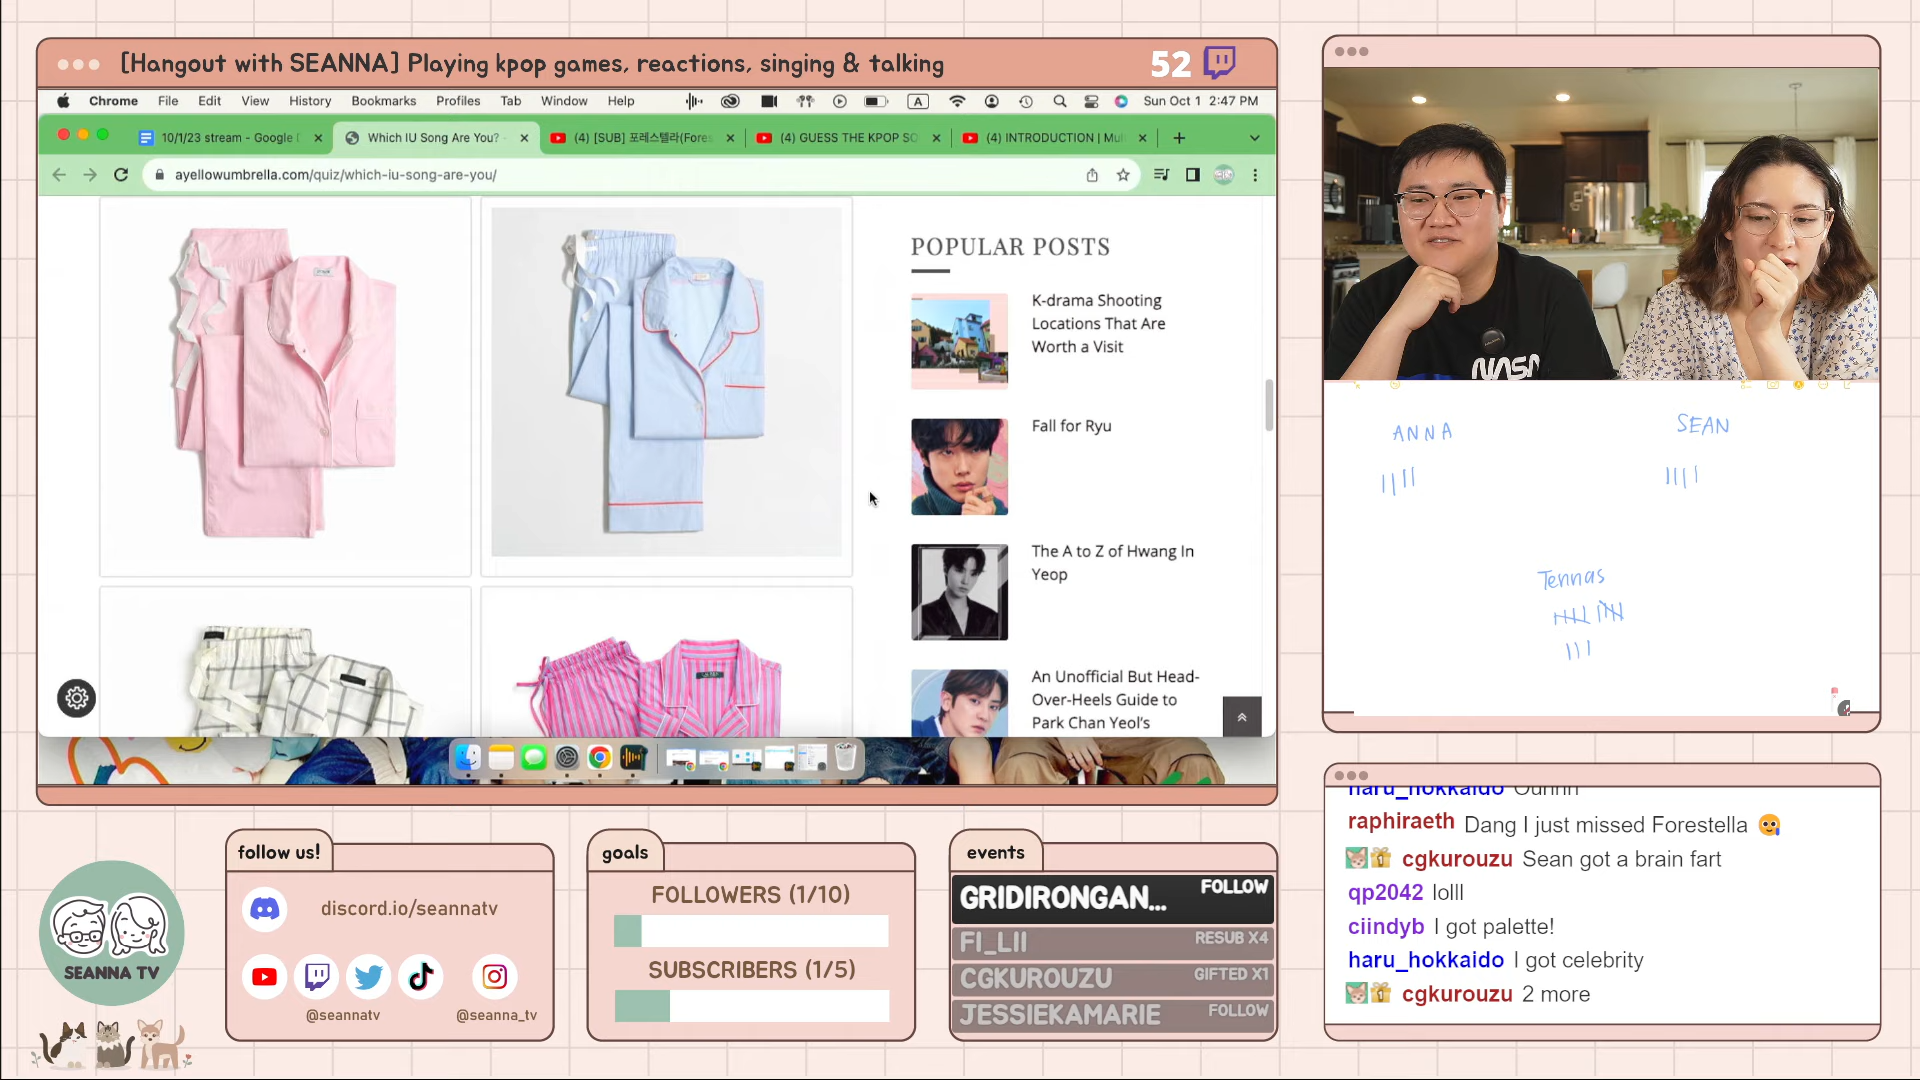 [Hangout with SEANNA] Playing kpop games, reactions, singing & talking
52
Chrome File Edit View History Bookmarks Profiles Tab Window Help
A
Sun Oct 1 2:47 PM
10/1/23 stream - Google D
Which IU Song Are You? -
(4) [SUB] 포레스텔라(Fores
(4) GUESS THE KPOP SO
(4) INTRODUCTION | Mul
ayellowumbrella.com/quiz/which-iu-song-are-you/
POPULAR POSTS
K-drama Shooting
Locations That Are
Worth a Visit
Fall for Ryu
The A to Z of Hwang In
Yeop
An Unofficial But Head-
Over-Heels Guide to
Park Chan Yeol's
NASA
ANNA
SEAN
Tennas
haru_hokkaido
raphiraeth Dang I just missed Forestella
cgkurouzu Sean got a brain fart
qp2042 lolll
ciindyb I got palette!
haru_hokkaido I got celebrity
cgkurouzu 2 more
SEANNA TV
follow us!
discord.io/seannatv
@seannatv
@seanna_tv
goals
FOLLOWERS (1/10)
SUBSCRIBERS (1/5)
events
GRIDIRONGAN... FOLLOW
FI_LII RESUB X4
CGKUROUZU GIFTED X1
JESSIEKAMARIE FOLLOW